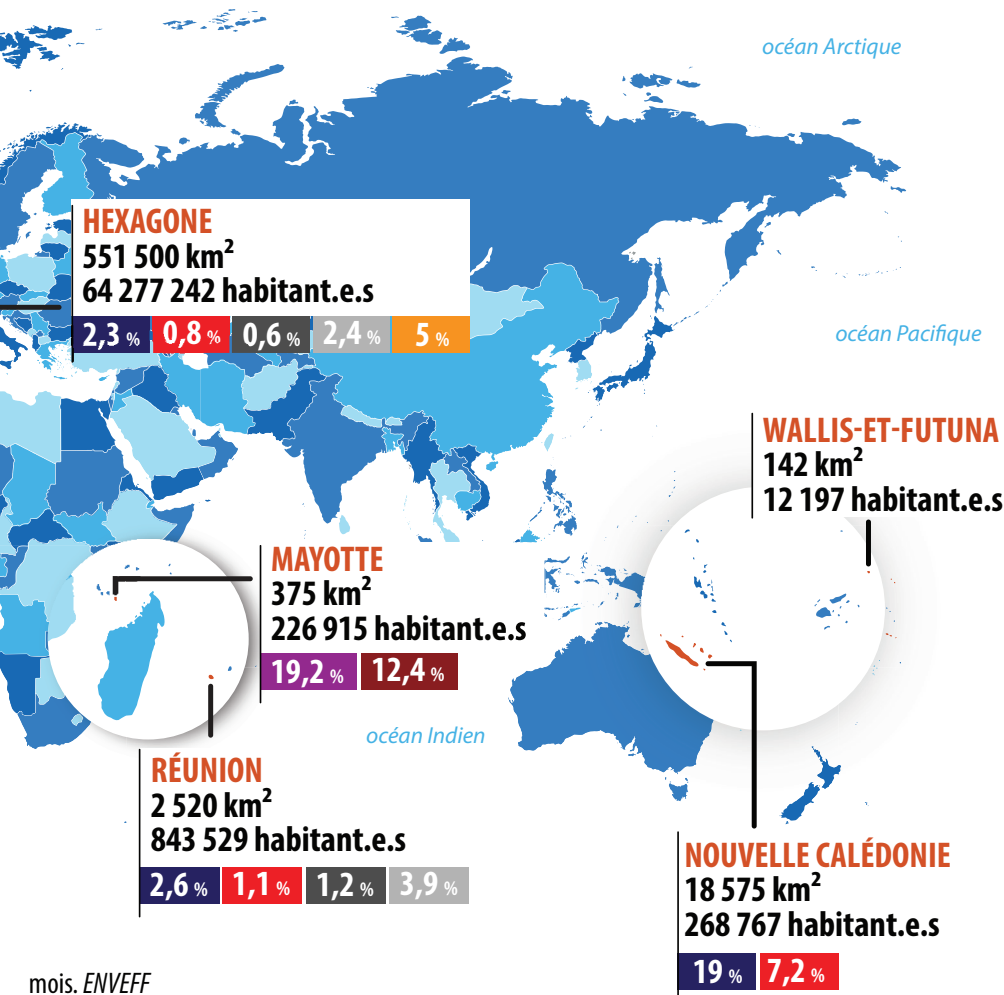 océan Arctique
HEXAGONE
551 500 km²
64 277 242 habitant.e.s
2,3 % 0,8 % 0,6 % 2,4 % 5 %
océan Pacifique
WALLIS-ET-FUTUNA
142 km²
12 197 habitant.e.s
MAYOTTE
375 km²
226 915 habitant.e.s
19,2 % 12,4 %
océan Indien
RÉUNION
2 520 km²
843 529 habitant.e.s
2,6 % 1,1 % 1,2 % 3,9 %
NOUVELLE CALÉDONIE
18 575 km²
268 767 habitant.e.s
19 % 7,2 %
mois. ENVEFF